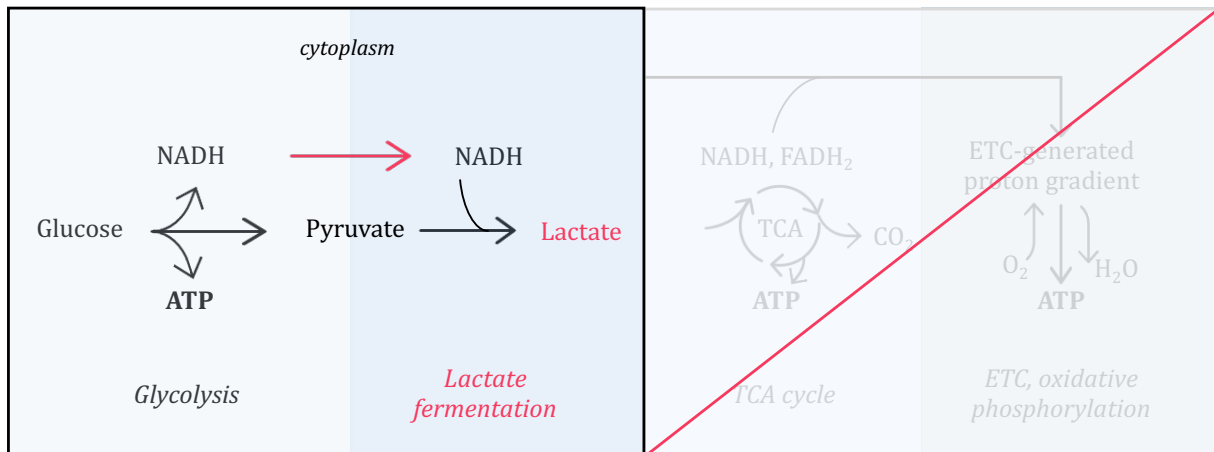 cytoplasm
NADH
NADH
NADH, FADH₂
ETC-generated
proton gradient
Glucose
Pyruvate
Lactate
TCA
CO₂
O₂
H₂O
ATP
ATP
ATP
Glycolysis
Lactate
fermentation
TCA cycle
ETC, oxidative
phosphorylation